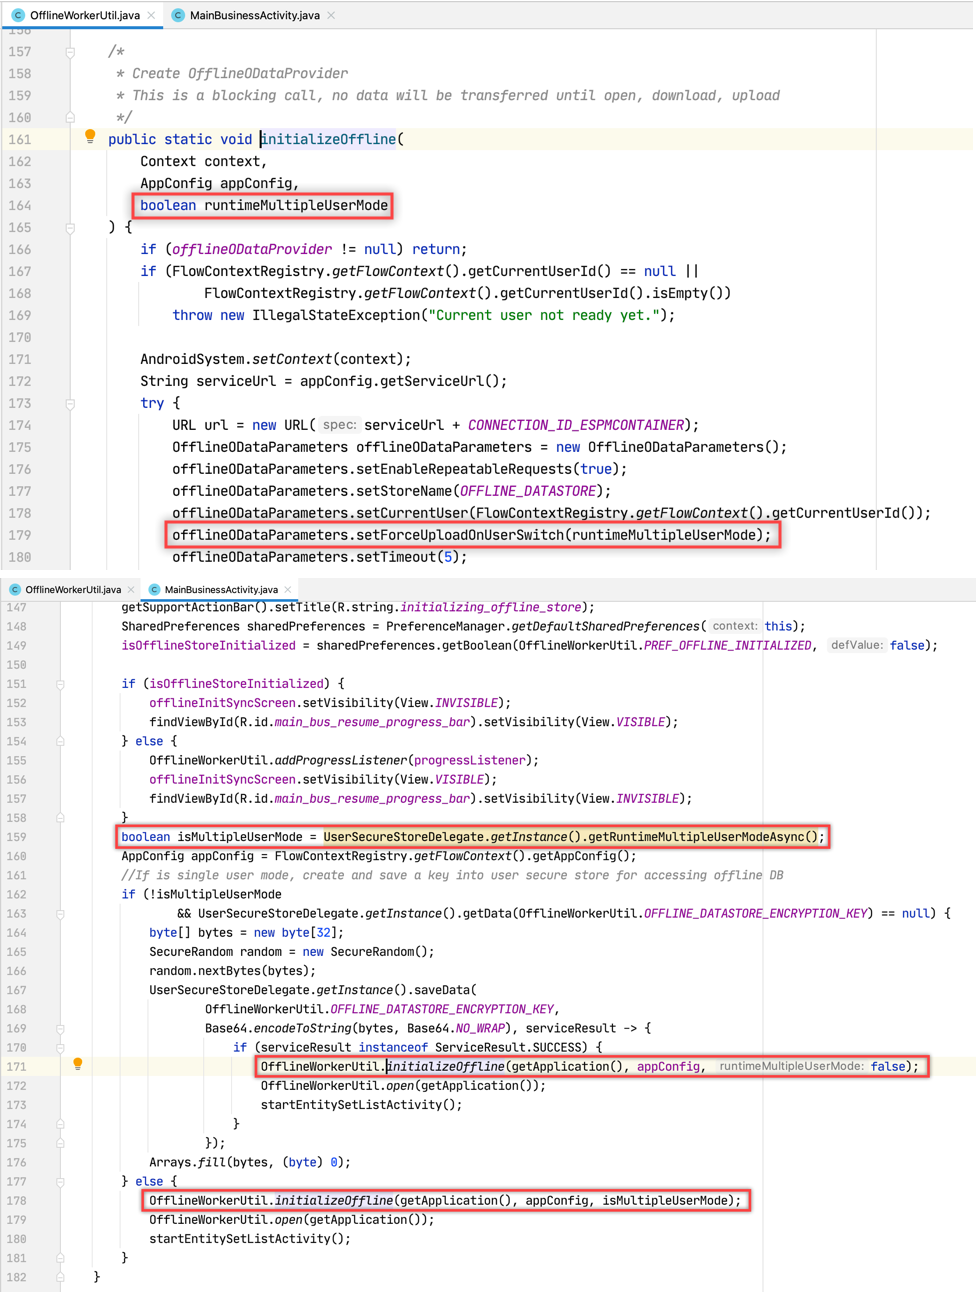 OfflineWorkerUtil.java × MainBusinessActivity.java ×
156
157 /*
158 * Create OfflineODataProvider
159 * This is a blocking call, no data will be transferred until open, download, upload
160 */
161 public static void initializeOffline(
162 Context context,
163 AppConfig appConfig,
164 boolean runtimeMultipleUserMode
165 ) {
166 if (offlineODataProvider != null) return;
167 if (FlowContextRegistry.getFlowContext().getCurrentUserId() == null ||
168 FlowContextRegistry.getFlowContext().getCurrentUserId().isEmpty())
169 throw new IllegalStateException("Current user not ready yet.");
170
171 AndroidSystem.setContext(context);
172 String serviceUrl = appConfig.getServiceUrl();
173 try {
174 URL url = new URL( spec: serviceUrl + CONNECTION_ID_ESPMCONTAINER);
175 OfflineODataParameters offlineODataParameters = new OfflineODataParameters();
176 offlineODataParameters.setEnableRepeatableRequests(true);
177 offlineODataParameters.setStoreName(OFFLINE_DATASTORE);
178 offlineODataParameters.setCurrentUser(FlowContextRegistry.getFlowContext().getCurrentUserId());
179 offlineODataParameters.setForceUploadOnUserSwitch(runtimeMultipleUserMode);
180 offlineODataParameters.setTimeout(5);
OfflineWorkerUtil.java × MainBusinessActivity.java ×
147 getSupportActionBar().setTitle(R.string.initializing_offline_store);
148 SharedPreferences sharedPreferences = PreferenceManager.getDefaultSharedPreferences( context: this);
149 isOfflineStoreInitialized = sharedPreferences.getBoolean(OfflineWorkerUtil.PREF_OFFLINE_INITIALIZED, defValue: false);
150
151 if (isOfflineStoreInitialized) {
152 offlineInitSyncScreen.setVisibility(View.INVISIBLE);
153 findViewById(R.id.main_bus_resume_progress_bar).setVisibility(View.VISIBLE);
154 } else {
155 OfflineWorkerUtil.addProgressListener(progressListener);
156 offlineInitSyncScreen.setVisibility(View.VISIBLE);
157 findViewById(R.id.main_bus_resume_progress_bar).setVisibility(View.INVISIBLE);
158 }
159 boolean isMultipleUserMode = UserSecureStoreDelegate.getInstance().getRuntimeMultipleUserModeAsync();
160 AppConfig appConfig = FlowContextRegistry.getFlowContext().getAppConfig();
161 //If is single user mode, create and save a key into user secure store for accessing offline DB
162 if (!isMultipleUserMode
163 && UserSecureStoreDelegate.getInstance().getData(OfflineWorkerUtil.OFFLINE_DATASTORE_ENCRYPTION_KEY) == null) {
164 byte[] bytes = new byte[32];
165 SecureRandom random = new SecureRandom();
166 random.nextBytes(bytes);
167 UserSecureStoreDelegate.getInstance().saveData(
168 OfflineWorkerUtil.OFFLINE_DATASTORE_ENCRYPTION_KEY,
169 Base64.encodeToString(bytes, Base64.NO_WRAP), serviceResult -> {
170 if (serviceResult instanceof ServiceResult.SUCCESS) {
171 OfflineWorkerUtil.initializeOffline(getApplication(), appConfig, runtimeMultipleUserMode: false);
172 OfflineWorkerUtil.open(getApplication());
173 startEntitySetListActivity();
174 }
175 });
176 Arrays.fill(bytes, (byte) 0);
177 } else {
178 OfflineWorkerUtil.initializeOffline(getApplication(), appConfig, isMultipleUserMode);
179 OfflineWorkerUtil.open(getApplication());
180 startEntitySetListActivity();
181 }
182 }